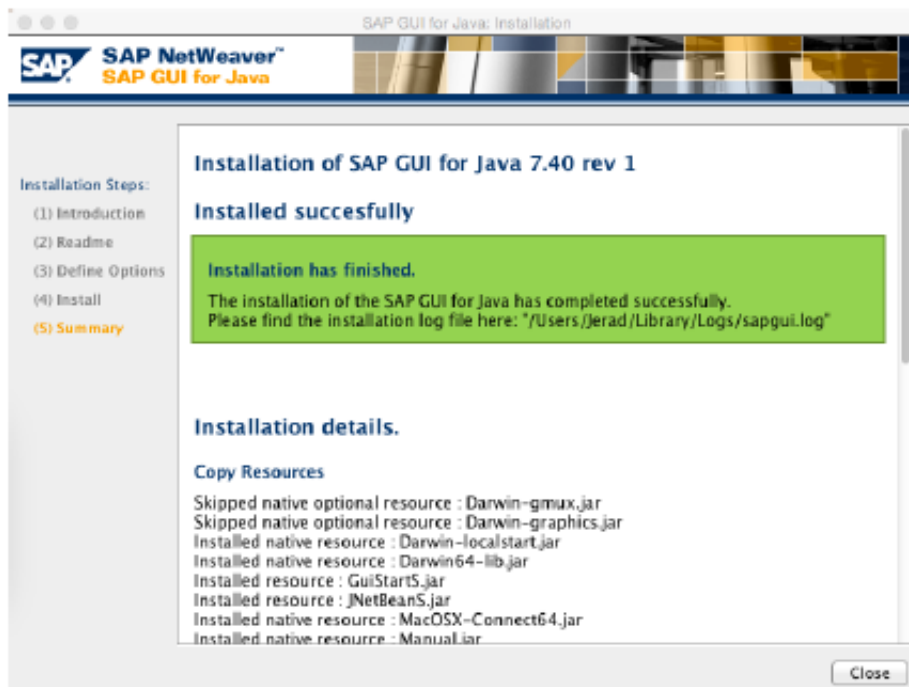 SAP GUI for Java: Installation
SAP
SAP NetWeaver™
SAP GUI for Java
Installation Steps:
(1) Introduction
(2) Readme
(3) Define Options
(4) Install
(5) Summary
Installation of SAP GUI for Java 7.40 rev 1
Installed succesfully
Installation has finished.
The installation of the SAP GUI for Java has completed successfully.
Please find the installation log file here: "/Users/Jerad/Library/Logs/sapgui.log"
Installation details.
Copy Resources
Skipped native optional resource : Darwin-gmux.jar
Skipped native optional resource : Darwin-graphics.jar
Installed native resource : Darwin-localstart.jar
Installed native resource : Darwin64-lib.jar
Installed resource : GuiStartS.jar
Installed resource : JNetBeanS.jar
Installed native resource : MacOSX-Connect64.jar
Installed native resource : Manual.jar
Close